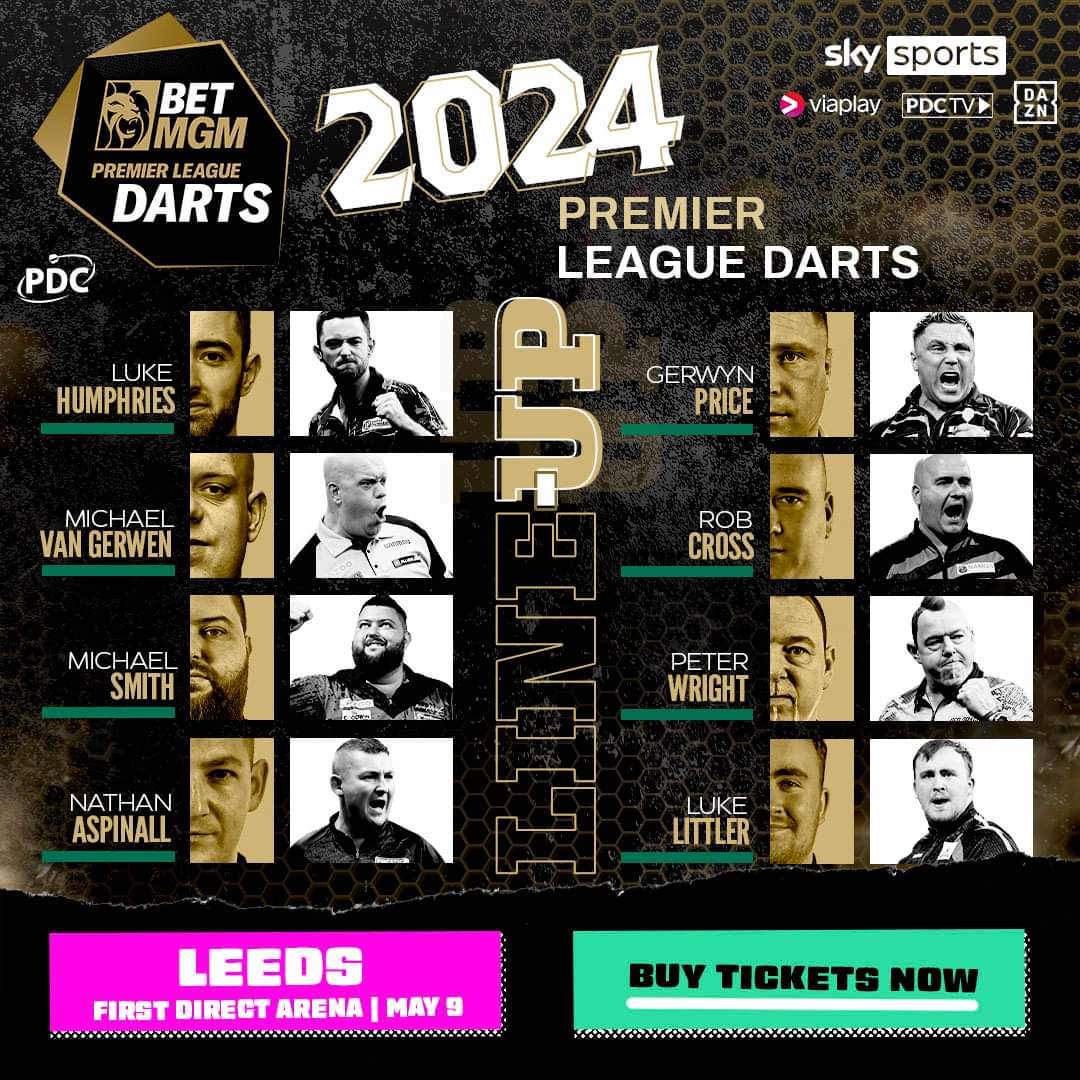 BET
MGM
PREMIER LEAGUE
DARTS
PDC
2024
PREMIER
LEAGUE DARTS
sky sports
viaplay
PDCTV
DA
ZN
LINE-UP
LUKE
HUMPHRIES
MICHAEL
VAN GERWEN
MICHAEL
SMITH
NATHAN
ASPINALL
GERWYN
PRICE
ROB
CROSS
PETER
WRIGHT
LUKE
LITTLER
LEEDS
FIRST DIRECT ARENA | MAY 9
BUY TICKETS NOW